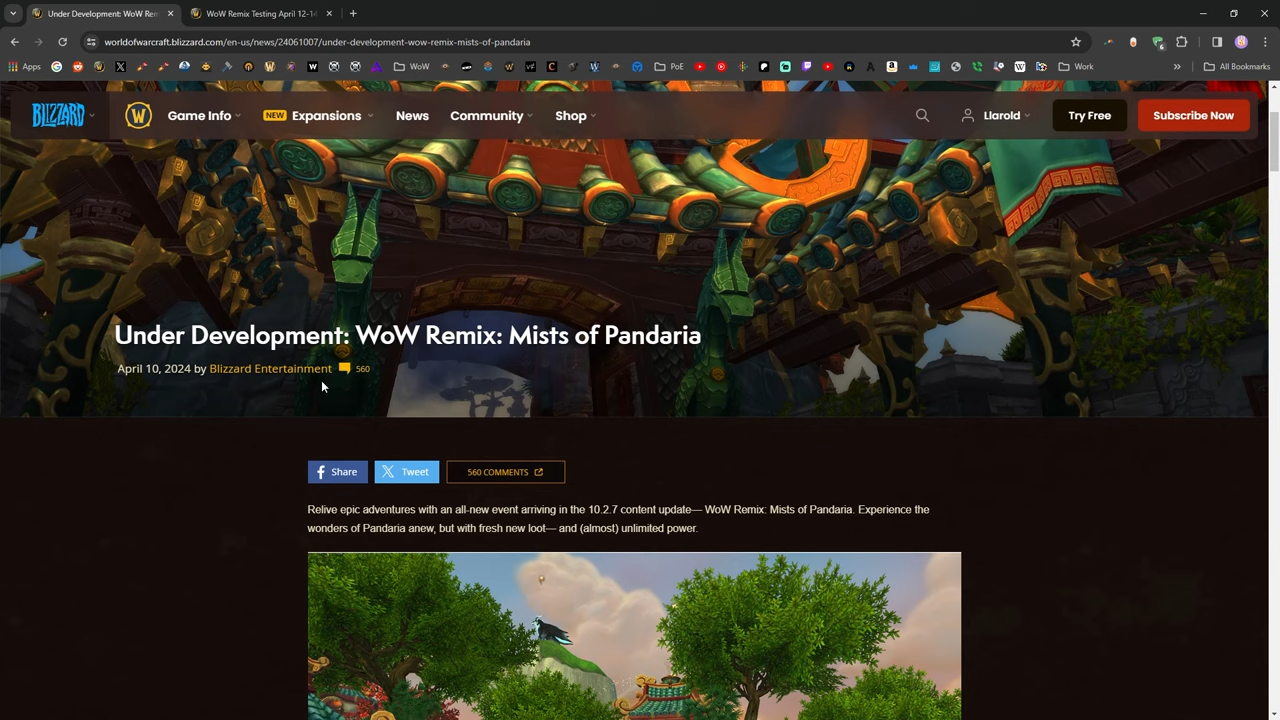 Under Development: WoW Rem
WoW Remix Testing April 12-1
worldofwarcraft.blizzard.com/en-us/news/24061007/under-development-wow-remix-mists-of-pandaria
Apps
WoW
PoE
Work
All Bookmarks
BLIZZARD
W
Game Info
NEW Expansions
News
Community
Shop
Llarold
Try Free
Subscribe Now
Under Development: WoW Remix: Mists of Pandaria
April 10, 2024 by Blizzard Entertainment 560
Share
Tweet
560 COMMENTS
Relive epic adventures with an all-new event arriving in the 10.2.7 content update— WoW Remix: Mists of Pandaria. Experience the
wonders of Pandaria anew, but with fresh new loot— and (almost) unlimited power.